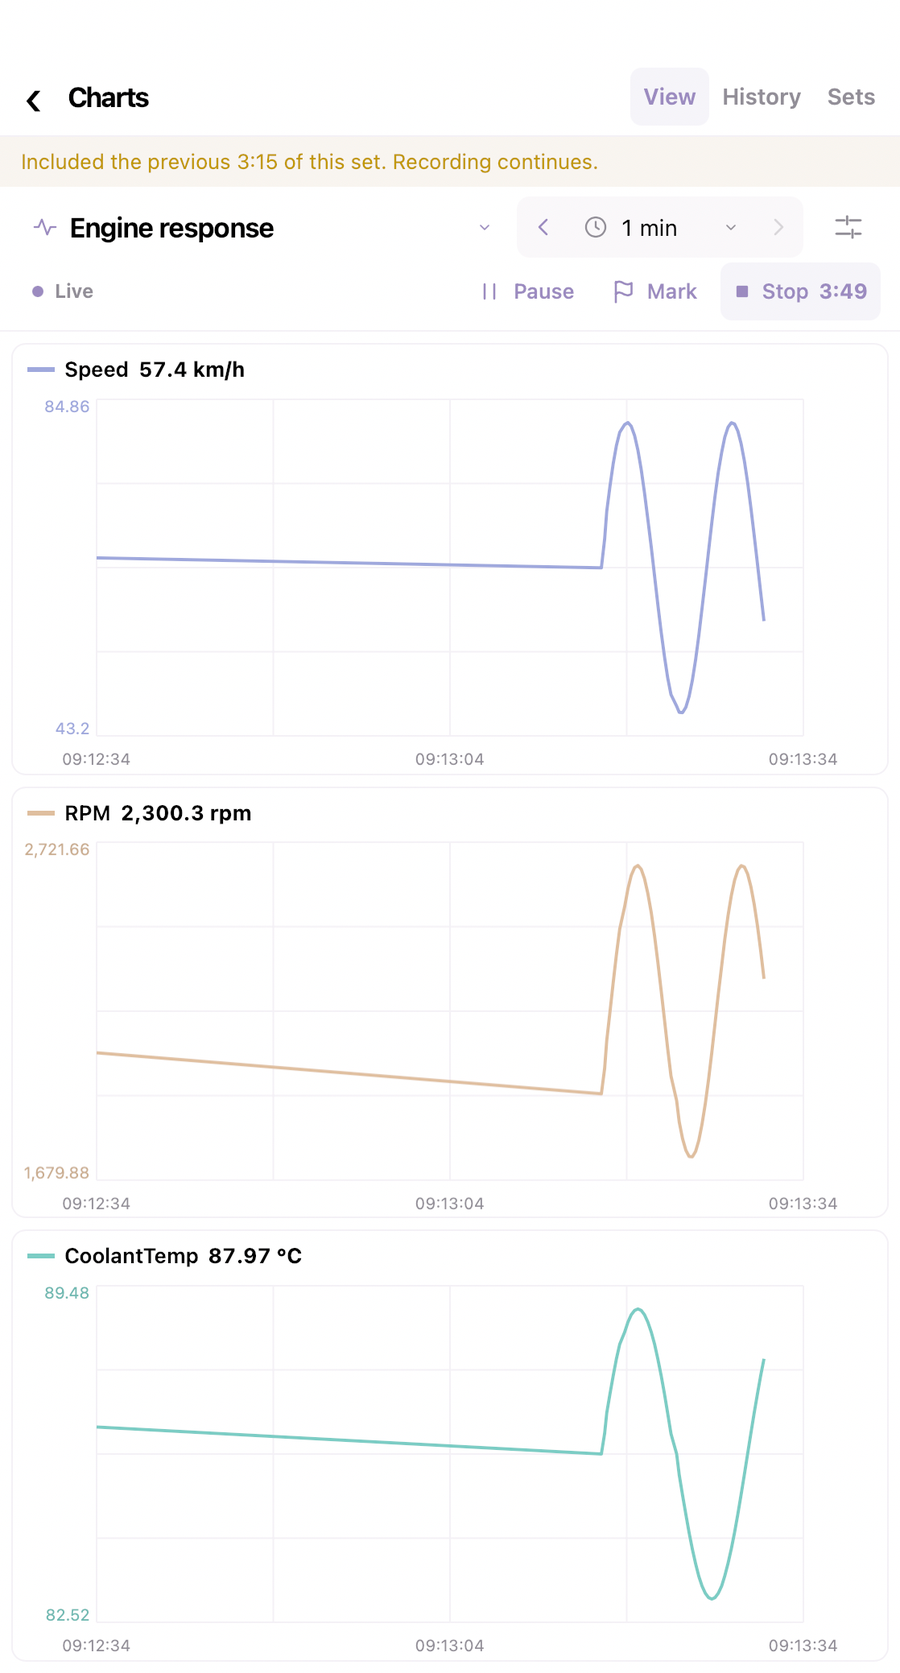 Charts
View History Sets
Included the previous 3:15 of this set. Recording continues.
Engine response
1 min
Live
Pause
Mark
Stop 3:49
Speed 57.4 km/h
84.86
43.2
09:12:34 09:13:04 09:13:34
RPM 2,300.3 rpm
2,721.66
1,679.88
09:12:34 09:13:04 09:13:34
CoolantTemp 87.97 °C
89.48
82.52
09:12:34 09:13:04 09:13:34